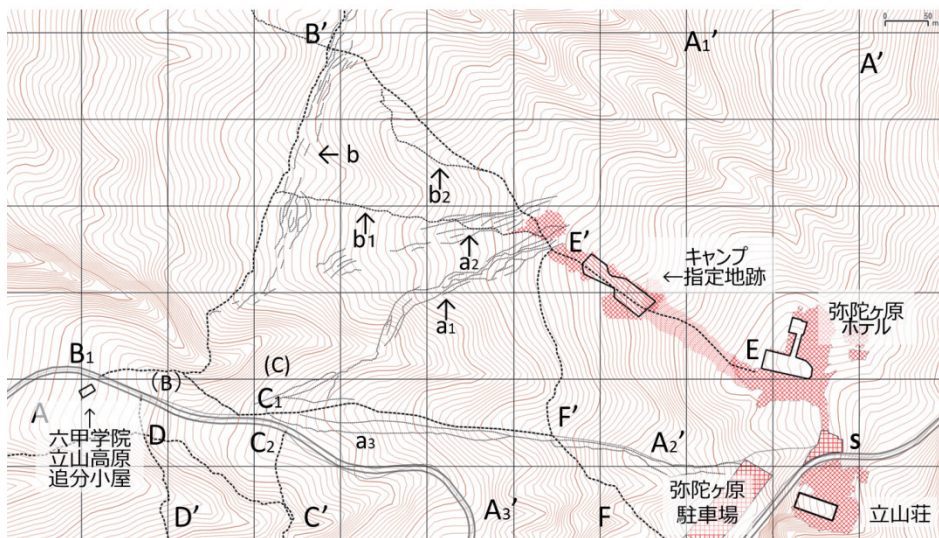 B'
A₁'
50
m
A'
← b
↑
b₂
↑
b₁
↑
a₂
E'
キャンプ
←指定地跡
↑
a₁
弥陀ヶ原
ホテル
E
B₁
(B)
(C)
C₁
A
↑
六甲学院
立山高原
追分小屋
D
C₂
a₃
F'
A₂'
S
弥陀ヶ原
駐車場
立山荘
D'
C'
A₃'
F